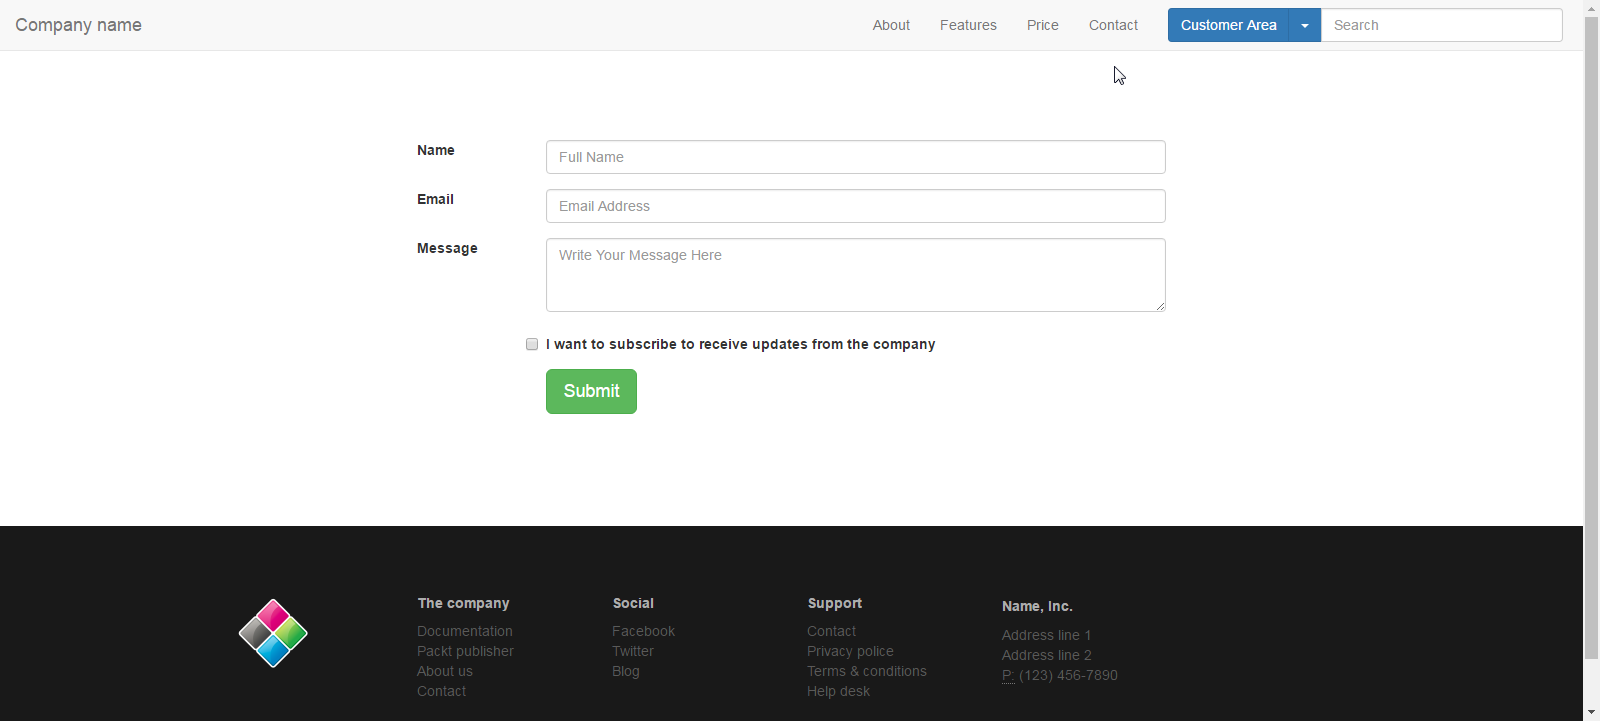 Company name
About Features Price Contact Customer Area Search
Name Full Name
Email Email Address
Message Write Your Message Here
I want to subscribe to receive updates from the company
Submit
The company
Documentation
Packt publisher
About us
Contact
Social
Facebook
Twitter
Blog
Support
Contact
Privacy police
Terms & conditions
Help desk
Name, Inc.
Address line 1
Address line 2
P: (123) 456-7890